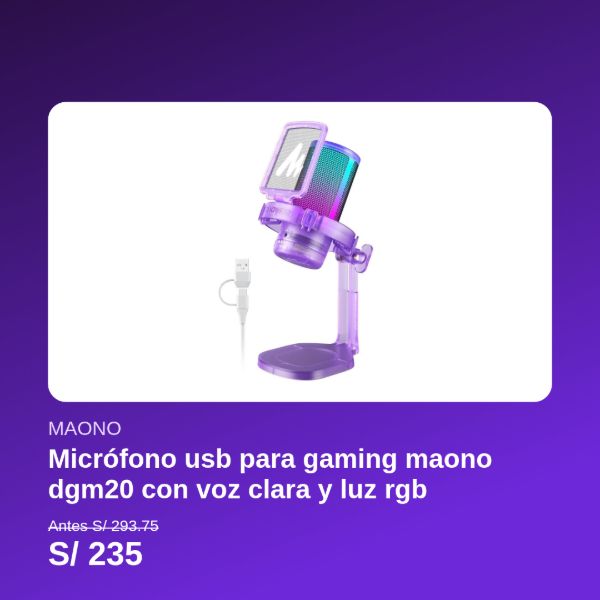 MAONO
Micrófono usb para gaming maono
dgm20 con voz clara y luz rgb
Antes S/ 293.75
S/ 235